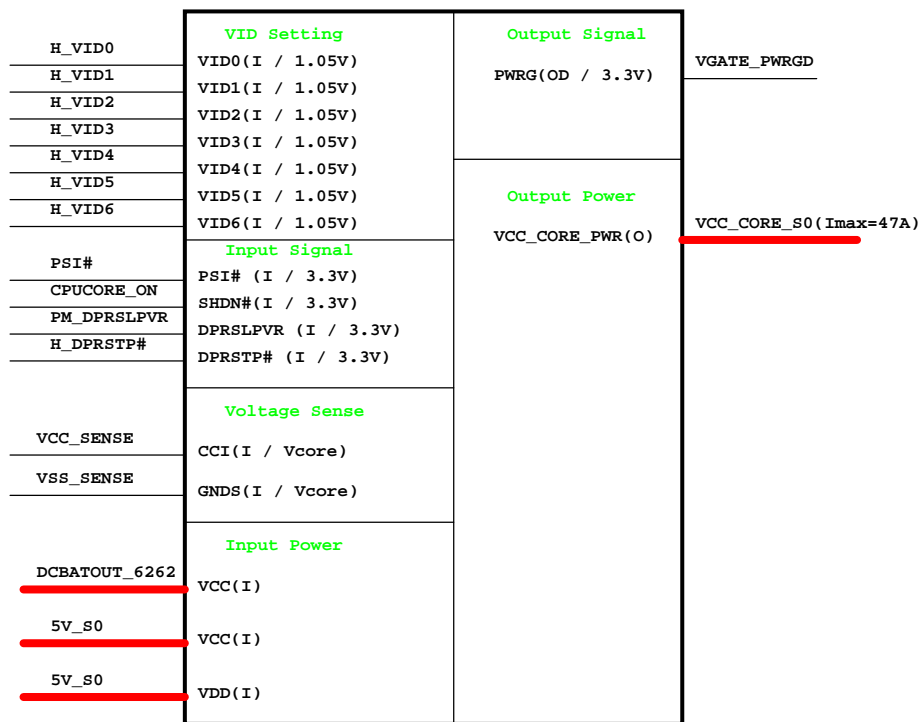 VID Setting
H_VID0
VID0(I / 1.05V)
H_VID1
VID1(I / 1.05V)
H_VID2
VID2(I / 1.05V)
H_VID3
VID3(I / 1.05V)
H_VID4
VID4(I / 1.05V)
H_VID5
VID5(I / 1.05V)
H_VID6
VID6(I / 1.05V)
Input Signal
PSI#
PSI# (I / 3.3V)
CPUCORE_ON
SHDN#(I / 3.3V)
PM_DPRSLPVR
DPRSLPVR (I / 3.3V)
H_DPRSTP#
DPRSTP# (I / 3.3V)
Voltage Sense
VCC_SENSE
CCI(I / Vcore)
VSS_SENSE
GNDS(I / Vcore)
Input Power
DCBATOUT_6262
VCC(I)
5V_S0
VCC(I)
5V_S0
VDD(I)
Output Signal
PWRG(OD / 3.3V)
VGATE_PWRGD
Output Power
VCC_CORE_PWR(O)
VCC_CORE_S0(Imax=47A)